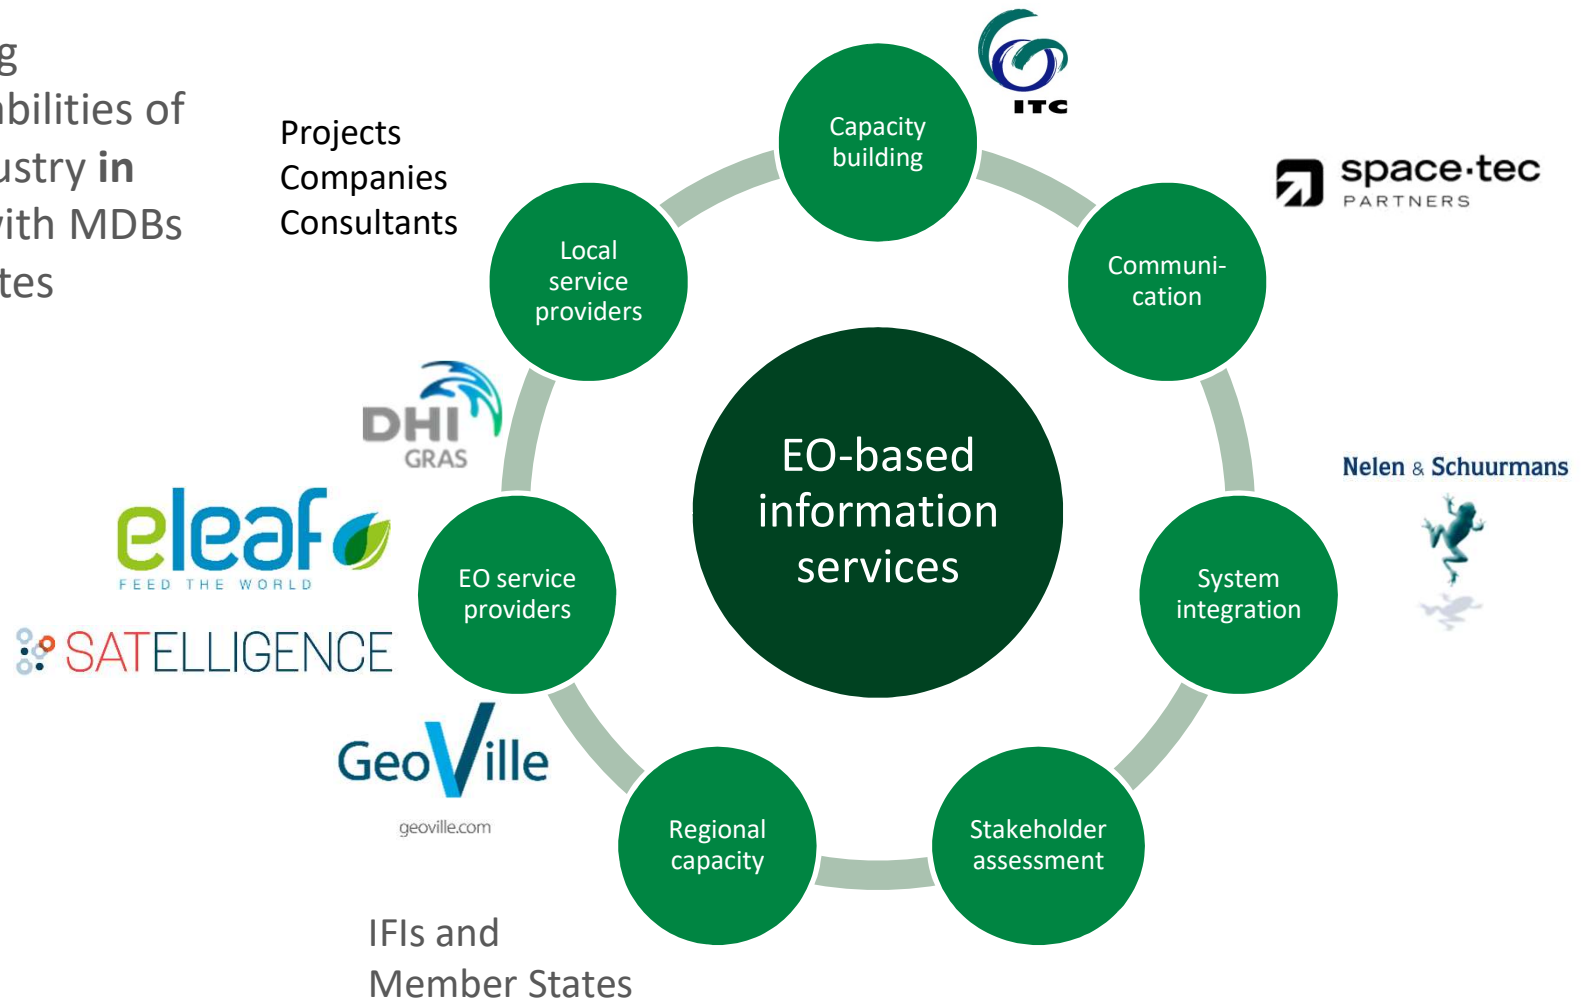 g
abilities of
ustry in
with MDBs
tes
Projects
Companies
Consultants
Capacity
building
ITC
space·tec
PARTNERS
Local
service
providers
Communi-
cation
DHI
GRAS
EO-based
information
services
Nelen & Schuurmans
eleaf
FEED THE WORLD
EO service
providers
System
integration
SATELLIGENCE
GeoVille
geoville.com
Regional
capacity
Stakeholder
assessment
IFIs and
Member States